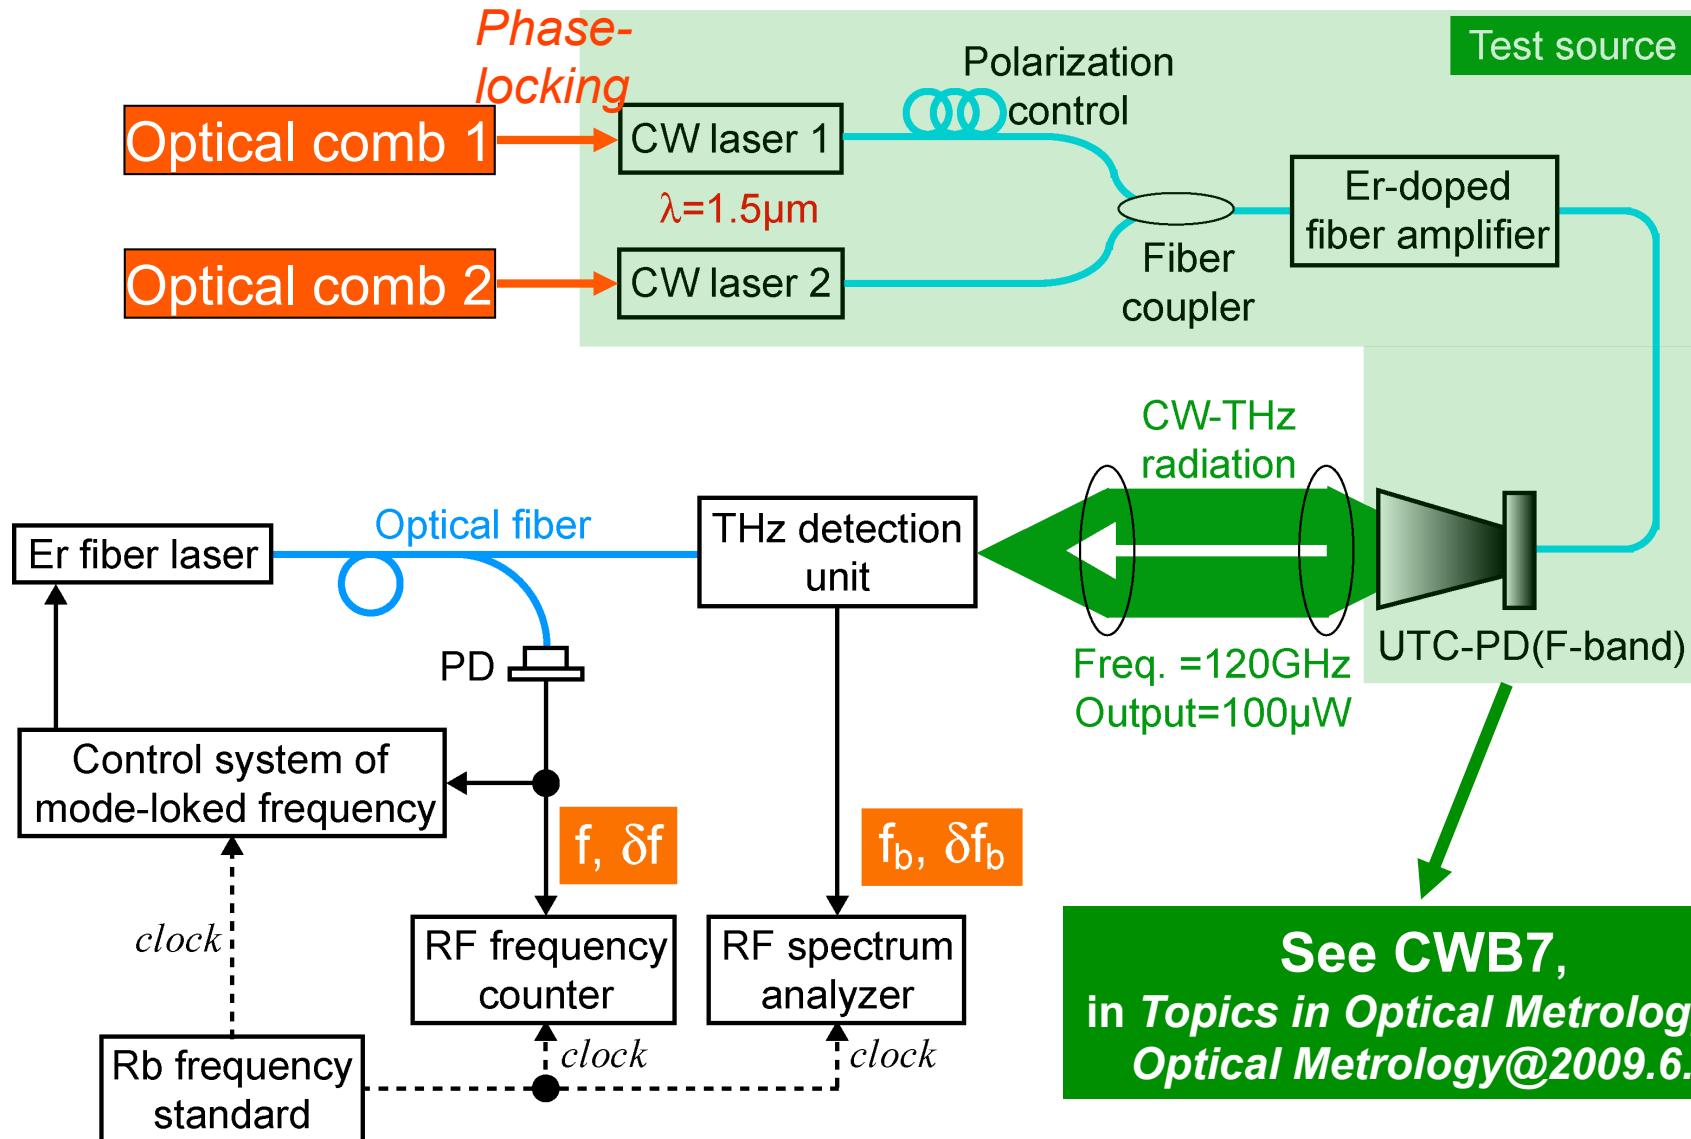 Phase-
locking
Test source
Polarization
control
Optical comb 1
CW laser 1
λ=1.5μm
Er-doped
fiber amplifier
Optical comb 2
CW laser 2
Fiber
coupler
CW-THz
radiation
Er fiber laser
Optical fiber
THz detection
unit
PD
Freq. =120GHz
Output=100μW
UTC-PD(F-band)
Control system of
mode-loked frequency
f, δf
fb, δfb
clock
RF frequency
counter
RF spectrum
analyzer
clock
clock
Rb frequency
standard
See CWB7,
in Topics in Optical Metrolog
Optical Metrology@2009.6.